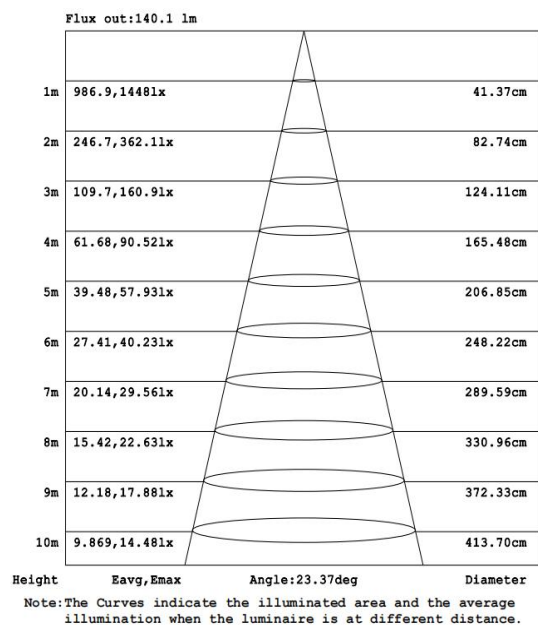 Flux out:140.1 lm
1m 986.9,1448lx 41.37cm
2m 246.7,362.1lx 82.74cm
3m 109.7,160.9lx 124.11cm
4m 61.68,90.52lx 165.48cm
5m 39.48,57.93lx 206.85cm
6m 27.41,40.23lx 248.22cm
7m 20.14,29.56lx 289.59cm
8m 15.42,22.63lx 330.96cm
9m 12.18,17.88lx 372.33cm
10m 9.869,14.48lx 413.70cm
Height Eavg,Emax Angle:23.37deg Diameter
Note:The Curves indicate the illuminated area and the average
illumination when the luminaire is at different distance.